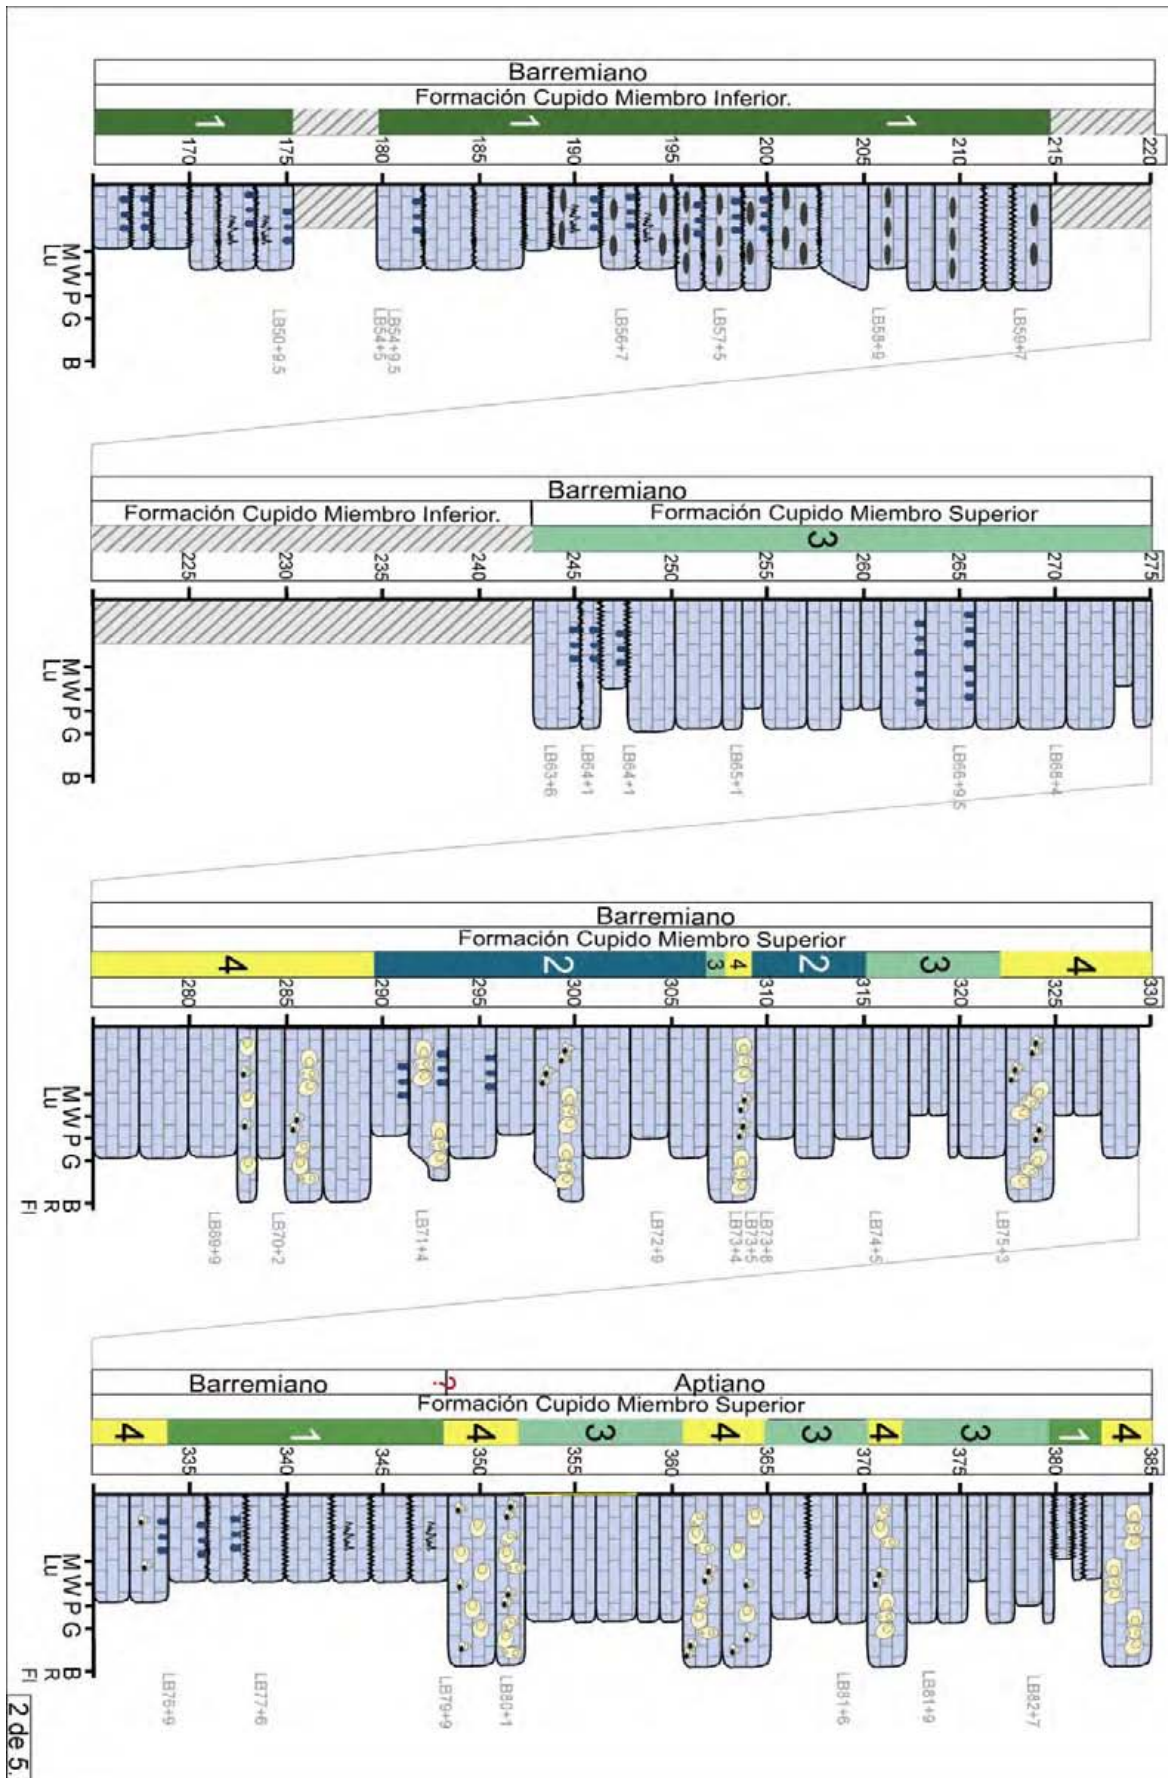 Barremiano
Formación Cupido Miembro Inferior.
1 1 1
170 175 180 185 190 195 200 205 210 215 220
M
Lu
W
P
G
B
LB50+9.5
LB54+5
LB54+9.5
LB56+7
LB57+5
LB58+9
LB59+7
Barremiano
Formación Cupido Miembro Inferior. Formación Cupido Miembro Superior
3
225 230 235 240 245 250 255 260 265 270 275
M
Lu
W
P
G
B
LB63+6
LB64+1
LB64+1
LB65+1
LB66+9.5
LB68+4
Barremiano
Formación Cupido Miembro Superior
4 2 3 4 2 3 4
280 285 290 295 300 305 310 315 320 325 330
M
Lu
W
P
G
B
R
Fl
LB69+9
LB70+2
LB71+4
LB72+9
LB73+4
LB73+5
LB73+8
LB74+5
LB75+3
Barremiano ? Aptiano
Formación Cupido Miembro Superior
4 1 4 3 4 3 4 3 1 4
335 340 345 350 355 360 365 370 375 380 385
M
Lu
W
P
G
B
R
Fl
LB76+9
LB77+6
LB79+9
LB80+1
LB81+6
LB81+9
LB82+7
2 de 5.